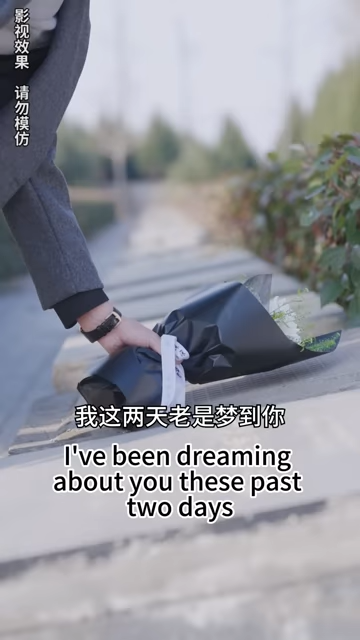 影视效果 请勿模仿
我这两天老是梦到你
I've been dreaming
about you these past
two days